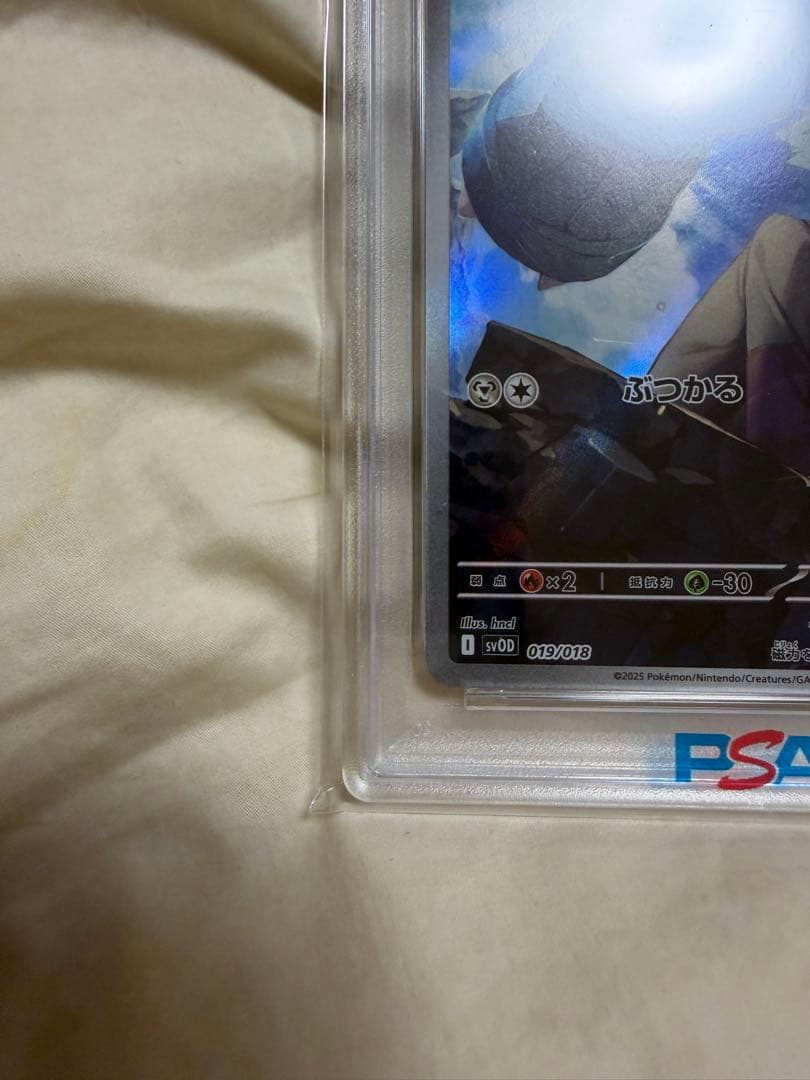 ぶつかる
弱点 ×2 抵抗力 -30
Illus. hncl
I svOD 019/018
磁力を
©2025 Pokémon/Nintendo/Creatures/GA
PSA